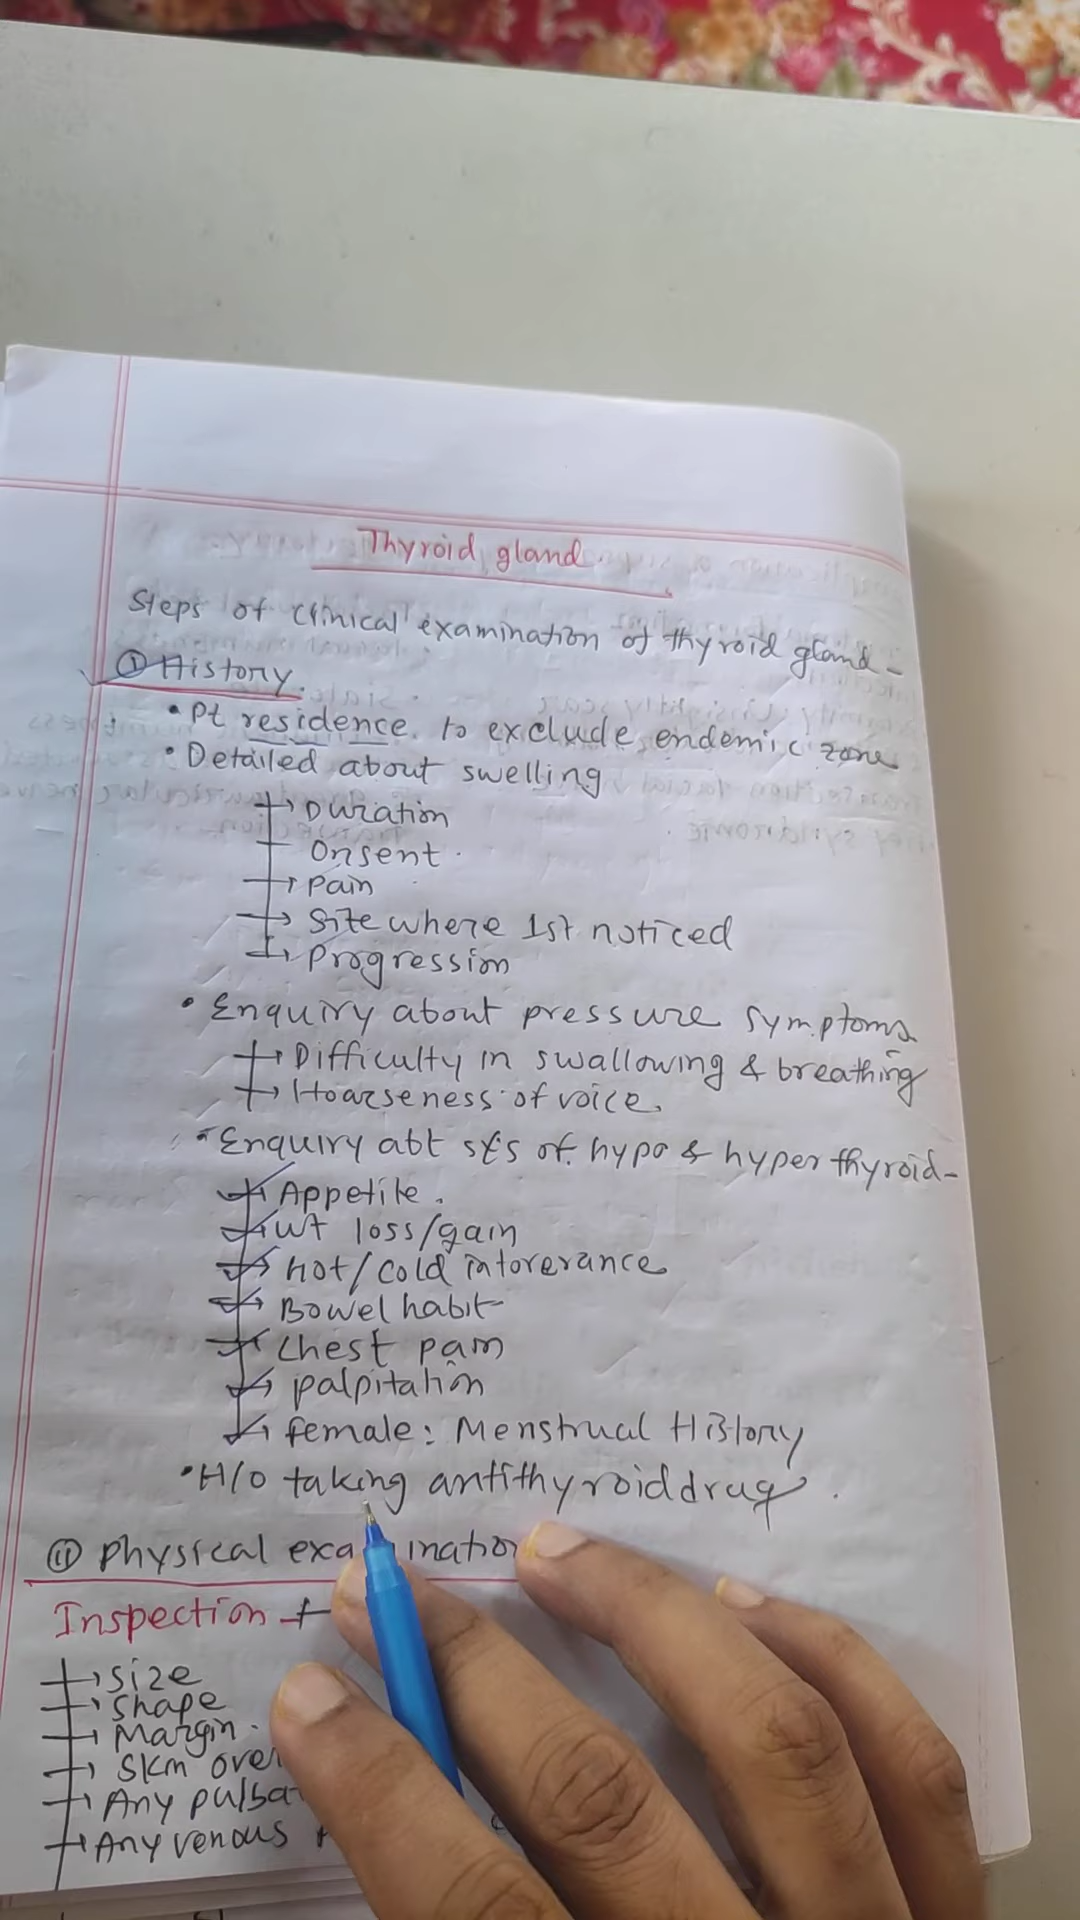 Thyroid gland
Steps of clinical examination of thyroid gland-
① History.
• Pt residence to exclude endemic zone
• Detailed about swelling
→ Duration
Onsent
→ Pain
→ Site where 1st noticed
→ Progression
• Enquiry about pressure symptoms
→ Difficulty in swallowing & breathing
→ Hoarseness of voice.
• Enquiry abt s/s of hypo & hyper thyroid-
→ Appetite.
→ wt loss/gain
→ hot/cold intorerance
→ Bowel habit
→ Chest pain
→ palpitation
→ female: Menstrual History
• H/O taking antithyroid drug.
⑪ physical examination
Inspection
→ Size
→ shape
→ Margin.
→ Skin over
→ Any
→ Any venous